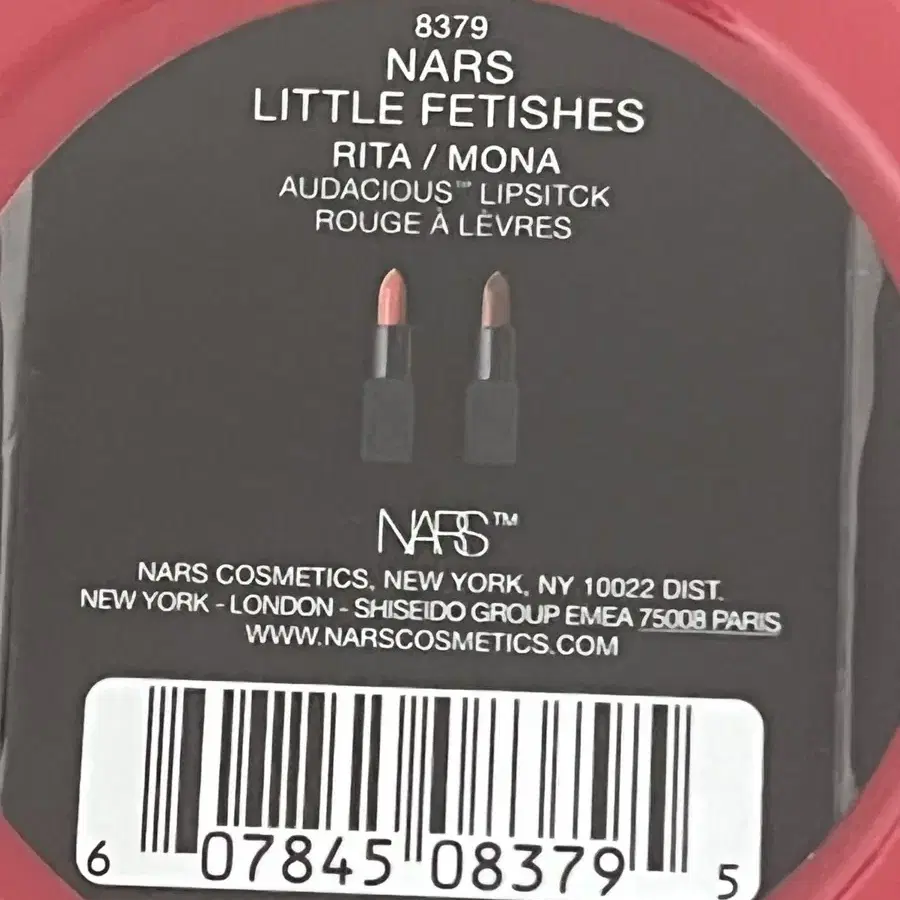 8379
NARS
LITTLE FETISHES
RITA / MONA
AUDACIOUS™ LIPSITCK
ROUGE À LÈVRES
NARS™
NARS COSMETICS, NEW YORK, NY 10022 DIST.
NEW YORK - LONDON - SHISEIDO GROUP EMEA 75008 PARIS
WWW.NARSCOSMETICS.COM
6 07845 08379 5